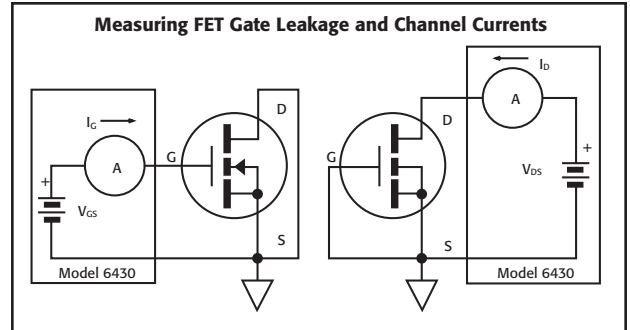 Measuring FET Gate Leakage and Channel Currents
IG
A
+
VGS
Model 6430
G
D
S
G
D
S
ID
A
+
VDS
Model 6430